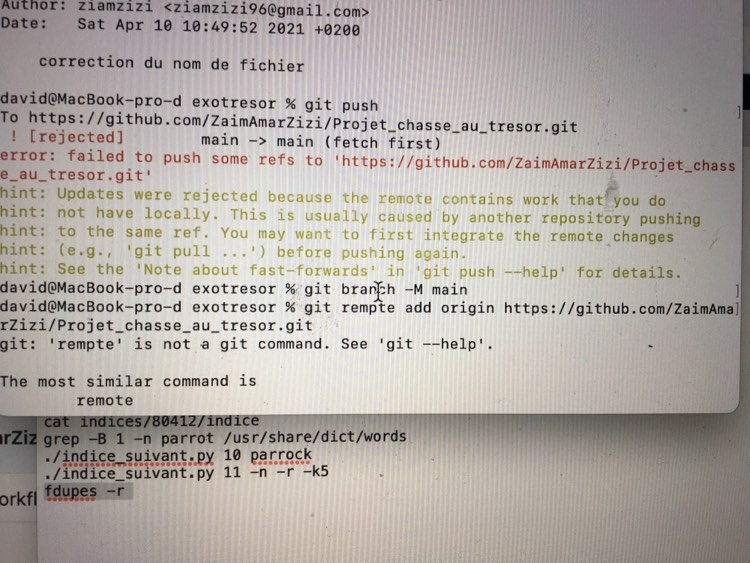 Author: ziamzizi <ziamzizi96@gmail.com>
Date:   Sat Apr 10 10:49:52 2021 +0200
correction du nom de fichier
david@MacBook-pro-d exotresor % git push
To https://github.com/ZaimAmarZizi/Projet_chasse_au_tresor.git
! [rejected]        main -> main (fetch first)
error: failed to push some refs to 'https://github.com/ZaimAmarZizi/Projet_chass
e_au_tresor.git'
hint: Updates were rejected because the remote contains work that you do
hint: not have locally. This is usually caused by another repository pushing
hint: to the same ref. You may want to first integrate the remote changes
hint: (e.g., 'git pull ...') before pushing again.
hint: See the 'Note about fast-forwards' in 'git push --help' for details.
david@MacBook-pro-d exotresor % git branch -M main
david@MacBook-pro-d exotresor % git rempte add origin https://github.com/ZaimAma
rZizi/Projet_chasse_au_tresor.git
git: 'rempte' is not a git command. See 'git --help'.
The most similar command is
remote
cat indices/80412/indice
arZiz
grep -B 1 -n parrot /usr/share/dict/words
./indice_suivant.py 10 parrock
./indice_suivant.py 11 -n -r -k5
orkfl
fdupes -r